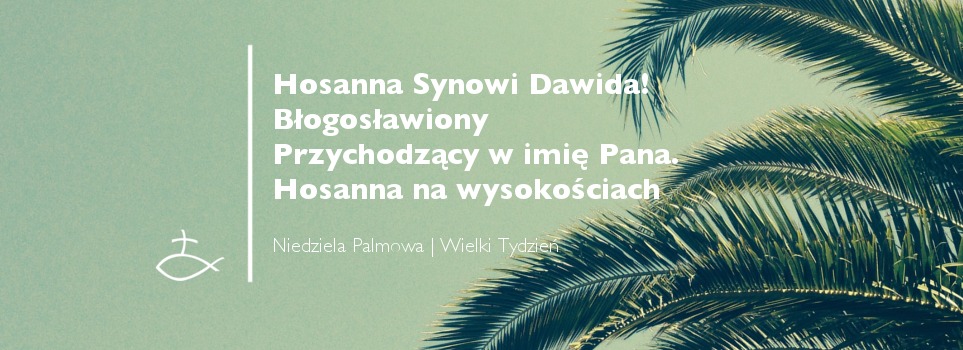 Hosanna Synowi Dawida!
Błogosławiony
Przychodzący w imię Pana.
Hosanna na wysokościach
Niedziela Palmowa | Wielki Tydzień